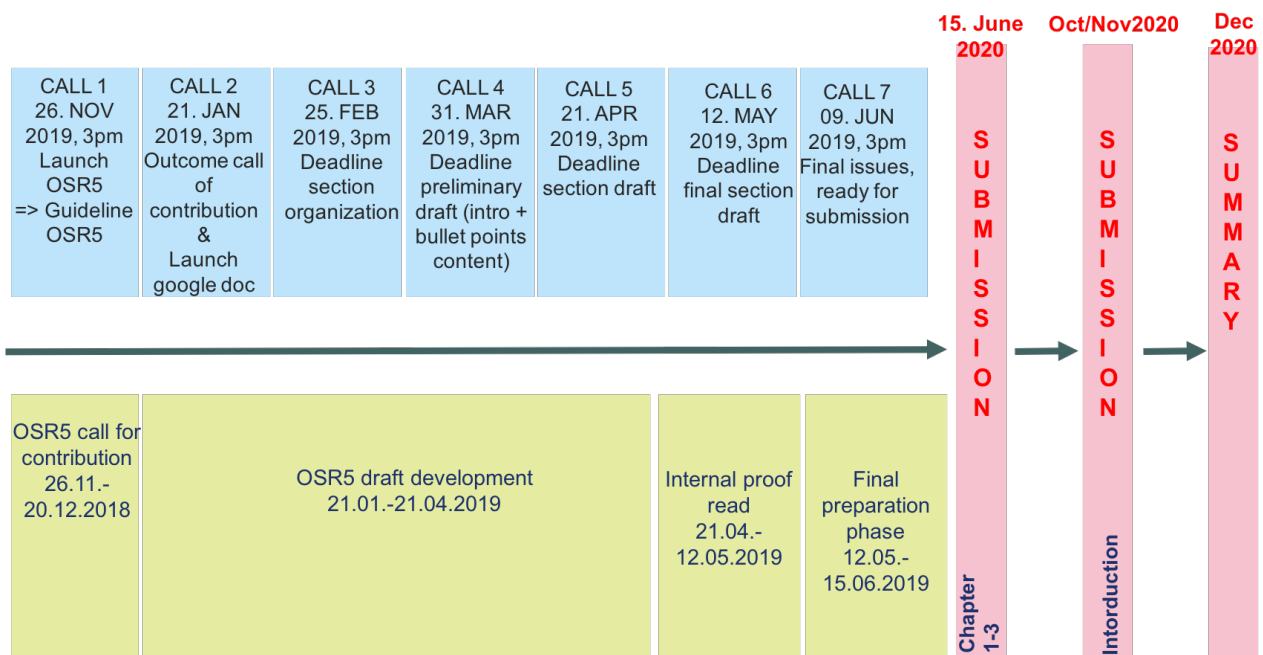 15. June
2020
Oct/Nov2020
Dec
2020
CALL 1
26. NOV
2019, 3pm
Launch
OSR5
=> Guideline
OSR5
CALL 2
21. JAN
2019, 3pm
Outcome call
of
contribution
&
Launch
google doc
CALL 3
25. FEB
2019, 3pm
Deadline
section
organization
CALL 4
31. MAR
2019, 3pm
Deadline
preliminary
draft (intro +
bullet points
content)
CALL 5
21. APR
2019, 3pm
Deadline
section draft
CALL 6
12. MAY
2019, 3pm
Deadline
final section
draft
CALL 7
09. JUN
2019, 3pm
Final issues,
ready for
submission
SUBMISSION
SUBMISSION
SUMMARY
OSR5 call for
contribution
26.11.-
20.12.2018
OSR5 draft development
21.01.-21.04.2019
Internal proof
read
21.04.-
12.05.2019
Final
preparation
phase
12.05.-
15.06.2019
Chapter
1-3
Intorduction